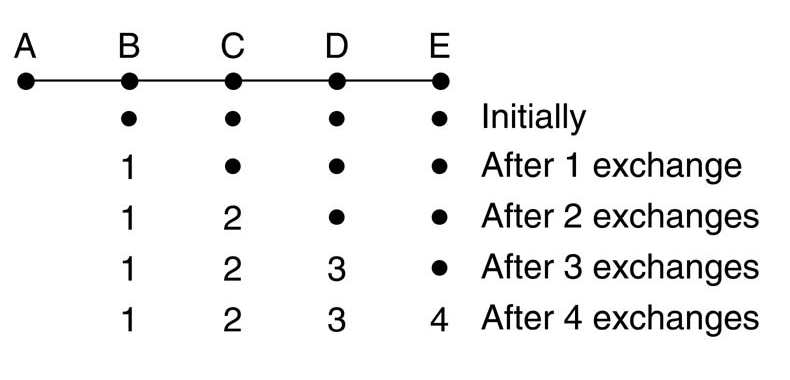 A B C D E
• • • • Initially
1 • • • After 1 exchange
1 2 • • After 2 exchanges
1 2 3 • After 3 exchanges
1 2 3 4 After 4 exchanges